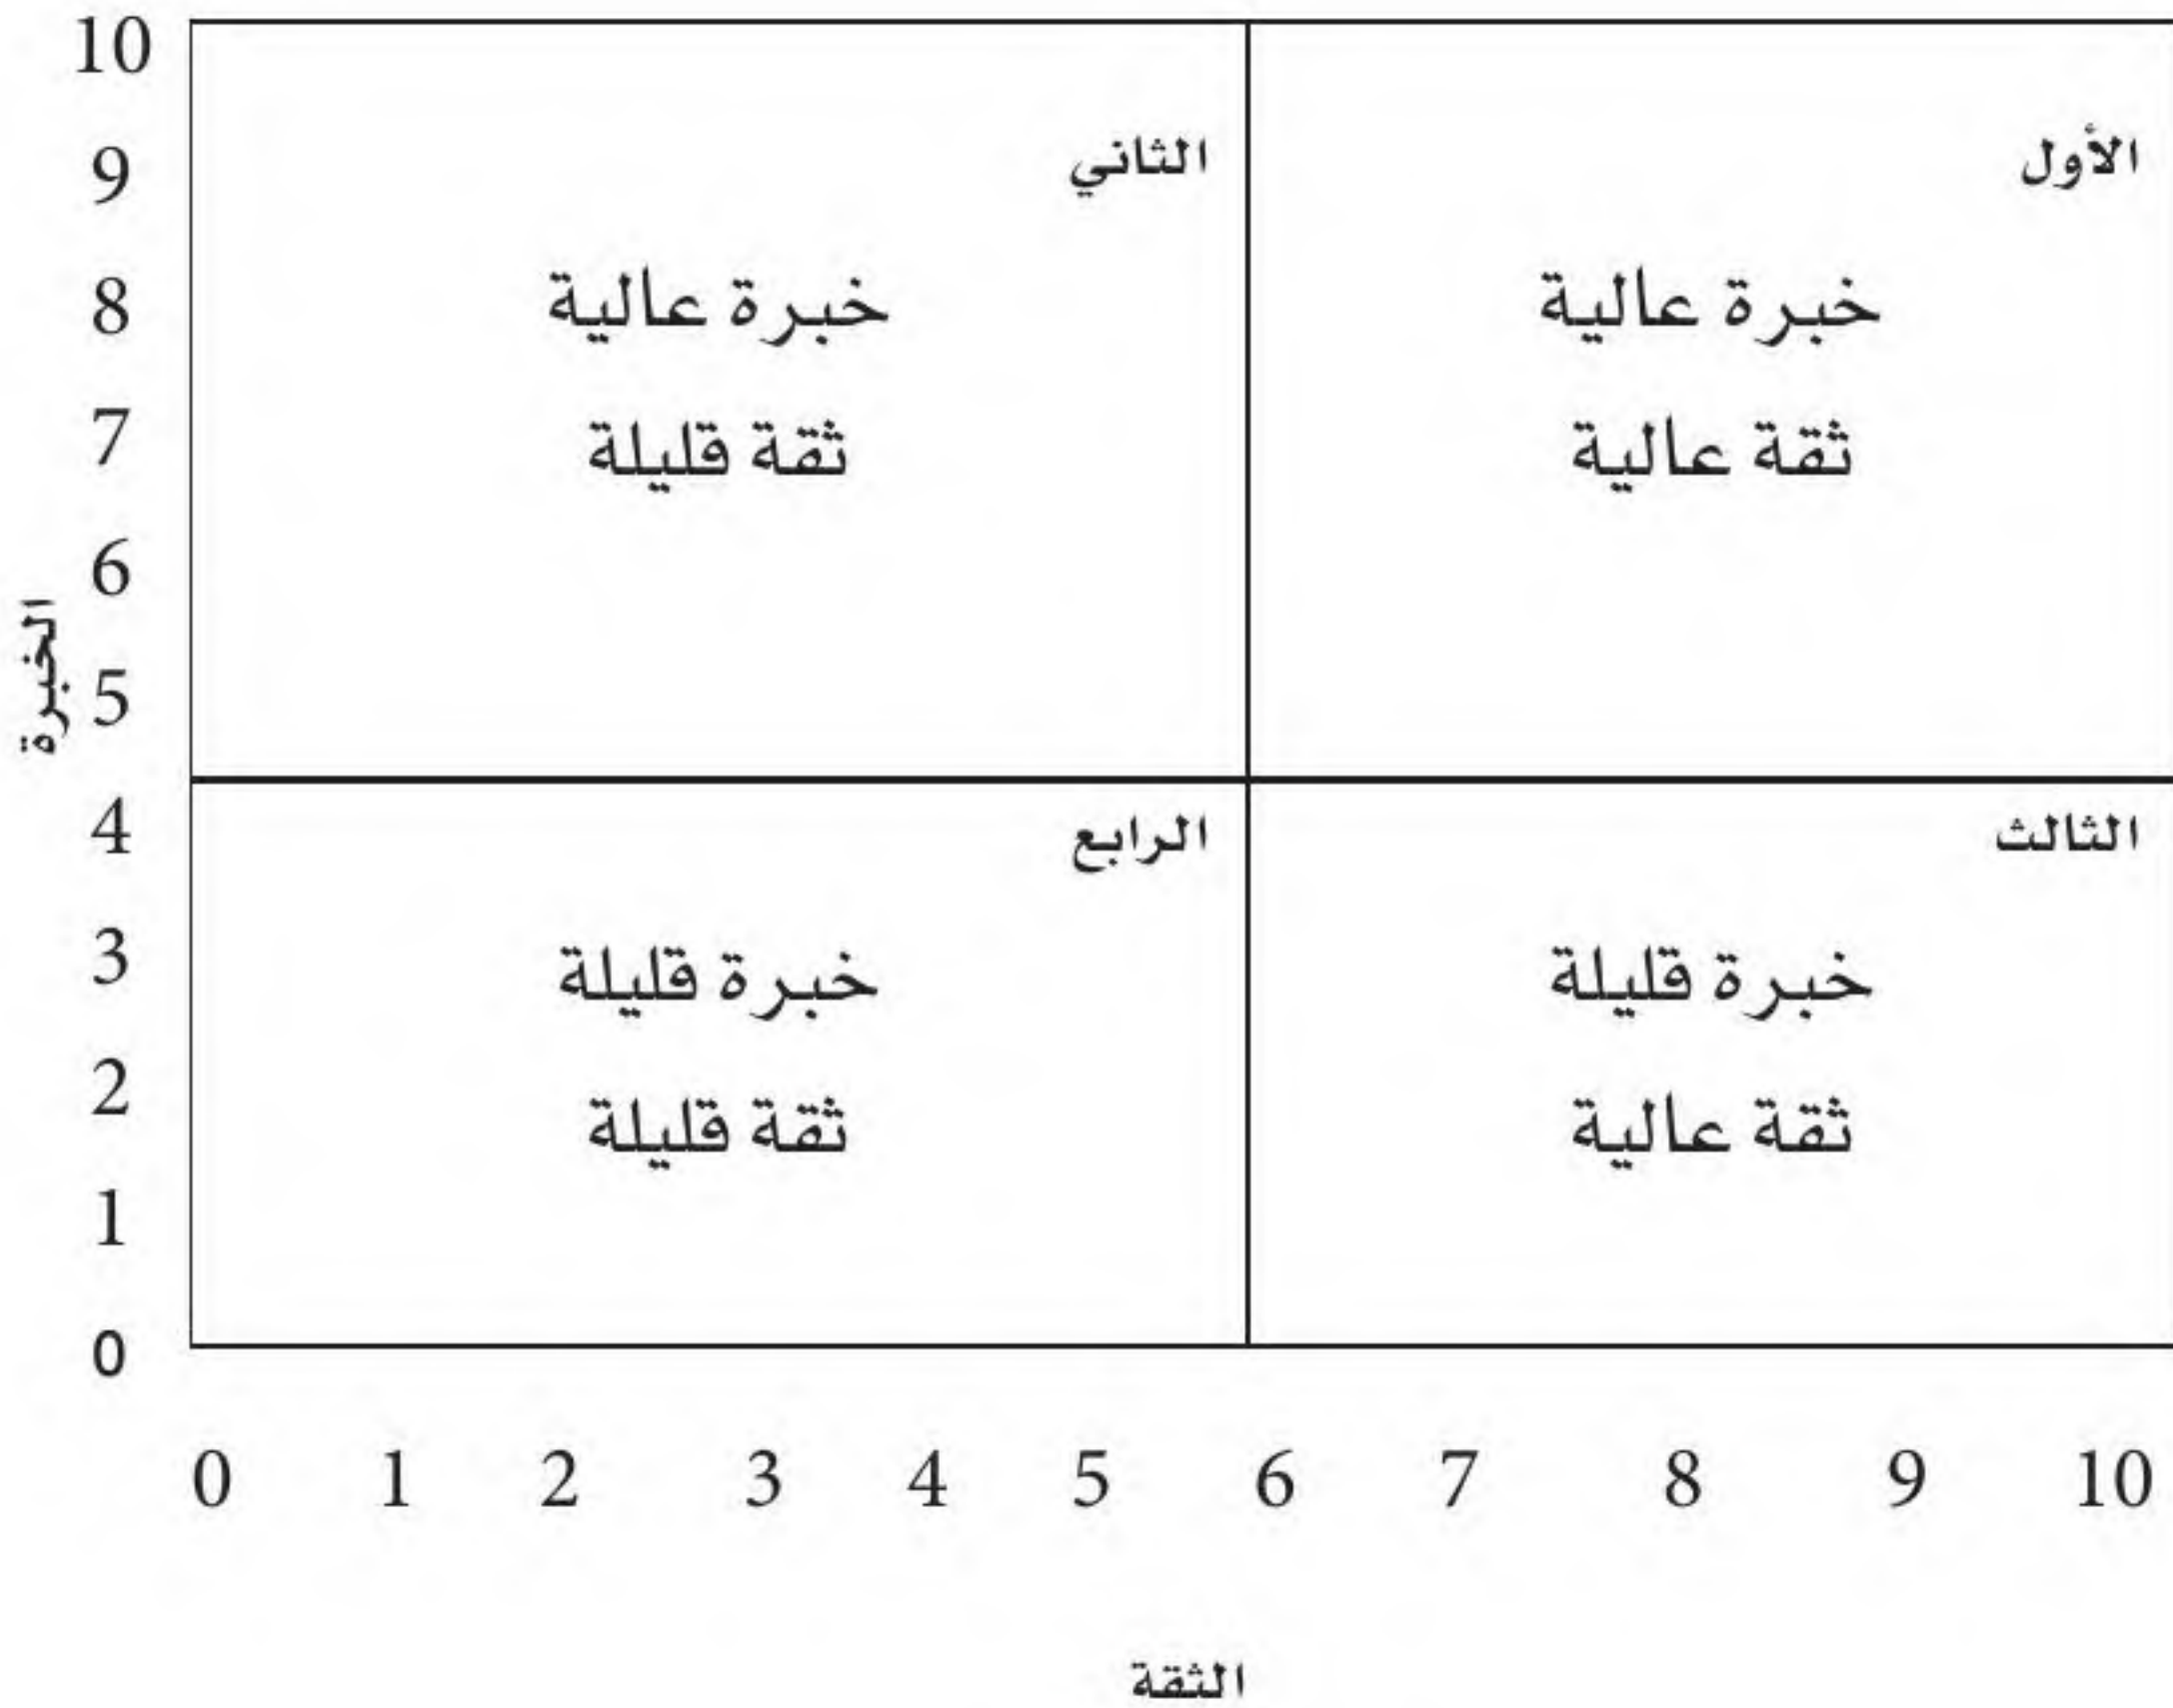 10
9
8
7
6
5
4
3
2
1
0
الخبرة
الأول
خبرة عالية
ثقة عالية
الثاني
خبرة عالية
ثقة قليلة
الثالث
خبرة قليلة
ثقة عالية
الرابع
خبرة قليلة
ثقة قليلة
0 1 2 3 4 5 6 7 8 9 10
الثقة